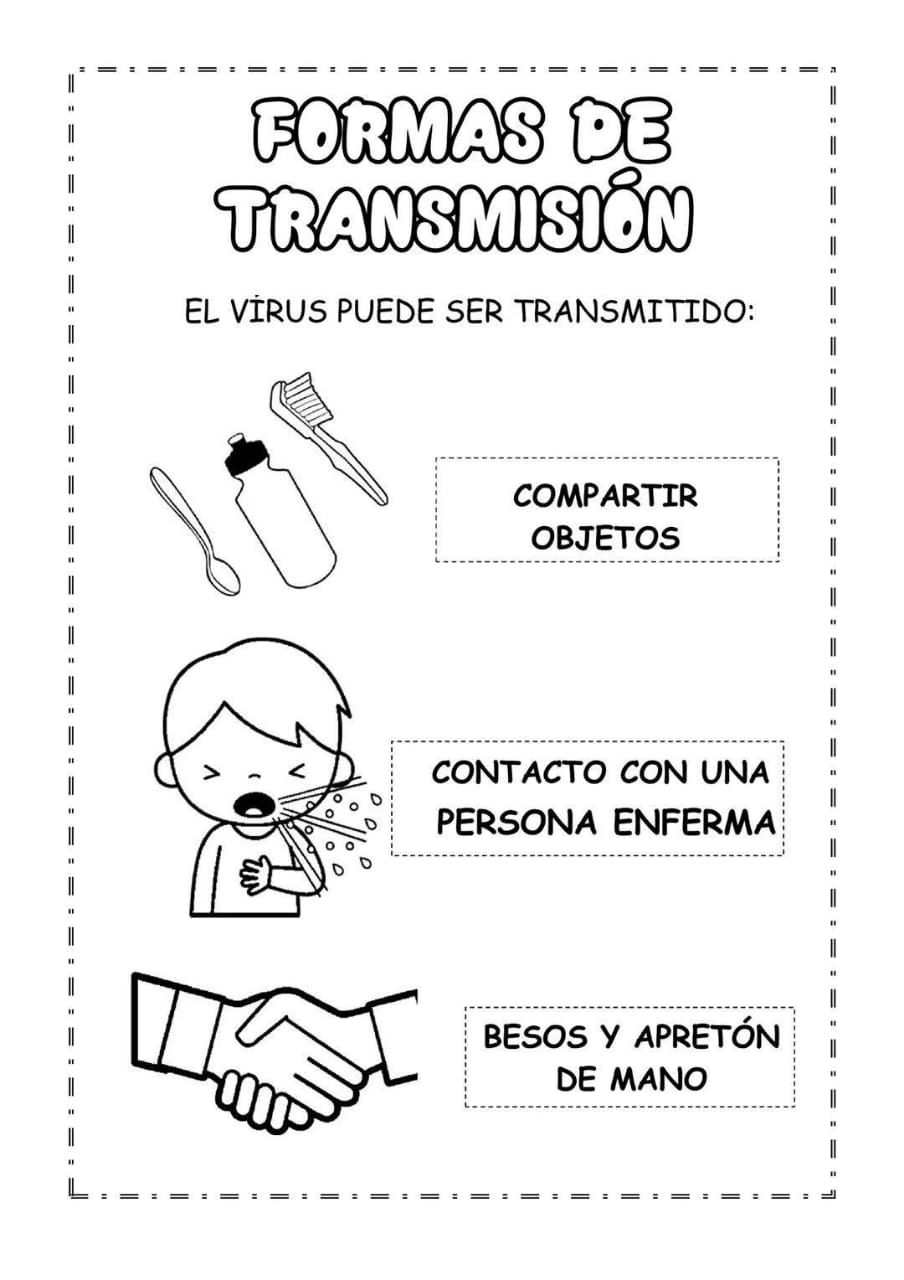 FORMAS DE
TRANSMISIÓN
EL VÍRUS PUEDE SER TRANSMITIDO:
COMPARTIR
OBJETOS
CONTACTO CON UNA
PERSONA ENFERMA
BESOS Y APRETÓN
DE MANO